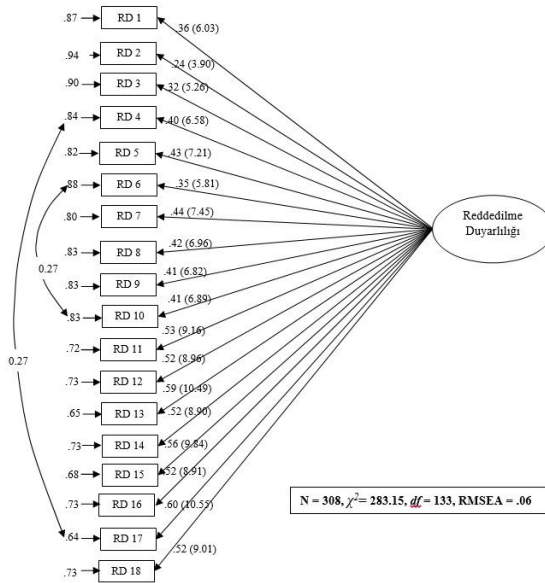 .87 RD 1 .36 (6.03)
.94 RD 2 .24 (3.90)
.90 RD 3 .32 (5.26)
.84 RD 4 .40 (6.58)
.82 RD 5 .43 (7.21)
.88 RD 6 .35 (5.81)
.80 RD 7 .44 (7.45)
Reddedilme
Duyarlılığı
.83 RD 8 .42 (6.96)
0.27
.83 RD 9 .41 (6.82)
.83 RD 10 .41 (6.89)
.72 RD 11 .53 (9.16)
0.27
.73 RD 12 .52 (8.96)
.65 RD 13 .59 (10.49)
.73 RD 14 .52 (8.90)
.68 RD 15 .56 (9.84)
.73 RD 16 .52 (8.91)
N = 308, χ²= 283.15, df = 133, RMSEA = .06
.64 RD 17 .60 (10.55)
.73 RD 18 .52 (9.01)